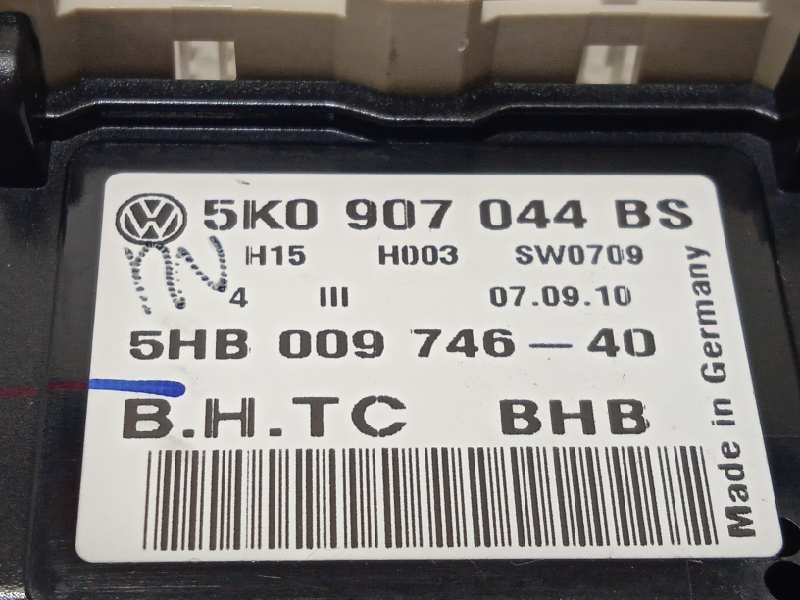 5K0 907 044 BS
H15 H003 SW0709
4 III 07.09.10
5HB 009 746-40
B.H.TC BHB
Made in Germany